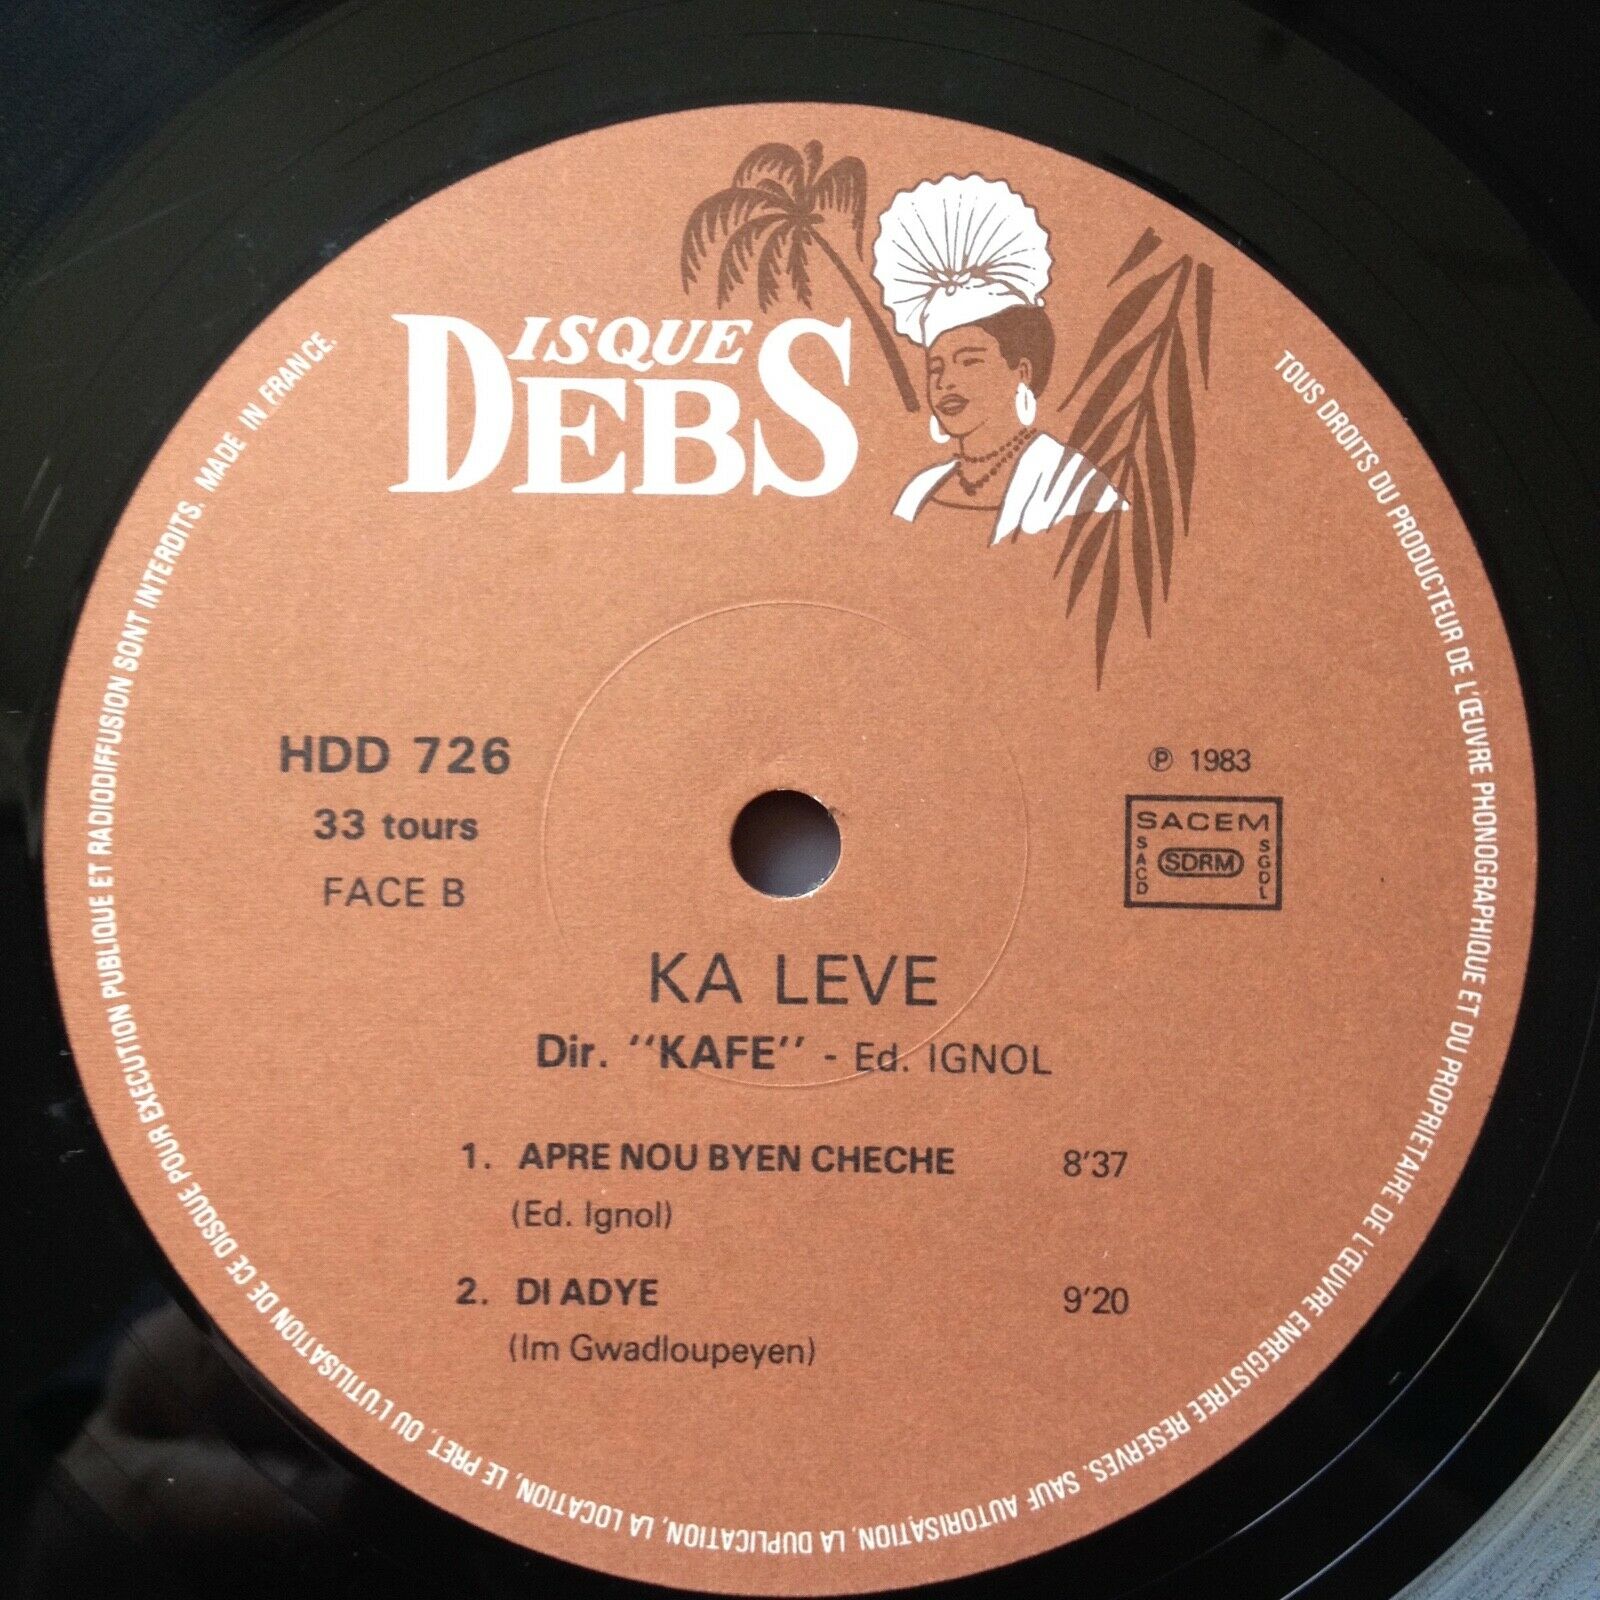 DISQUE
DEBS
HDD 726
33 tours
FACE B
℗ 1983
SACEM
SACD
SDRM
SGDL
KA LEVE
Dir. "KAFE" - Ed. IGNOL
1. APRE NOU BYEN CHECHE 8'37
(Ed. Ignol)
2. DI ADYE 9'20
(Im Gwadloupeyen)
TOUS DROITS DU PRODUCTEUR DE L'ŒUVRE PHONOGRAPHIQUE ET DU PROPRIETAIRE DE L'ŒUVRE ENREGISTREE RESERVES. SAUF AUTORISATION, LA DUPLICATION, LA LOCATION, LE PRET, OU L'UTILISATION DE CE DISQUE POUR EXECUTION PUBLIQUE ET RADIODIFFUSION SONT INTERDITS. MADE IN FRANCE.